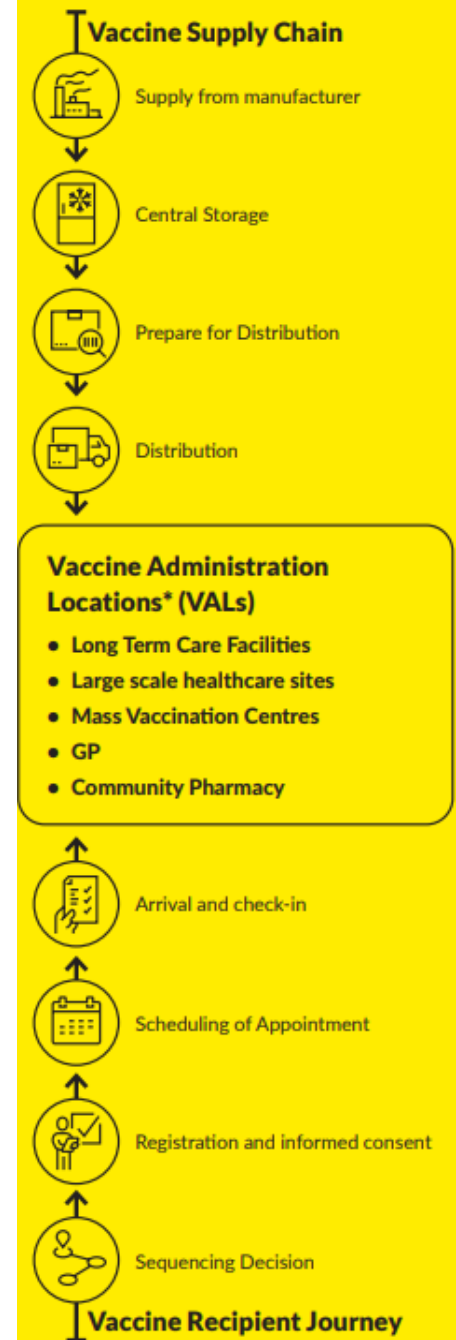 Vaccine Supply Chain
Supply from manufacturer
Central Storage
Prepare for Distribution
Distribution
Vaccine Administration
Locations* (VALs)
• Long Term Care Facilities
• Large scale healthcare sites
• Mass Vaccination Centres
• GP
• Community Pharmacy
Arrival and check-in
Scheduling of Appointment
Registration and informed consent
Sequencing Decision
Vaccine Recipient Journey